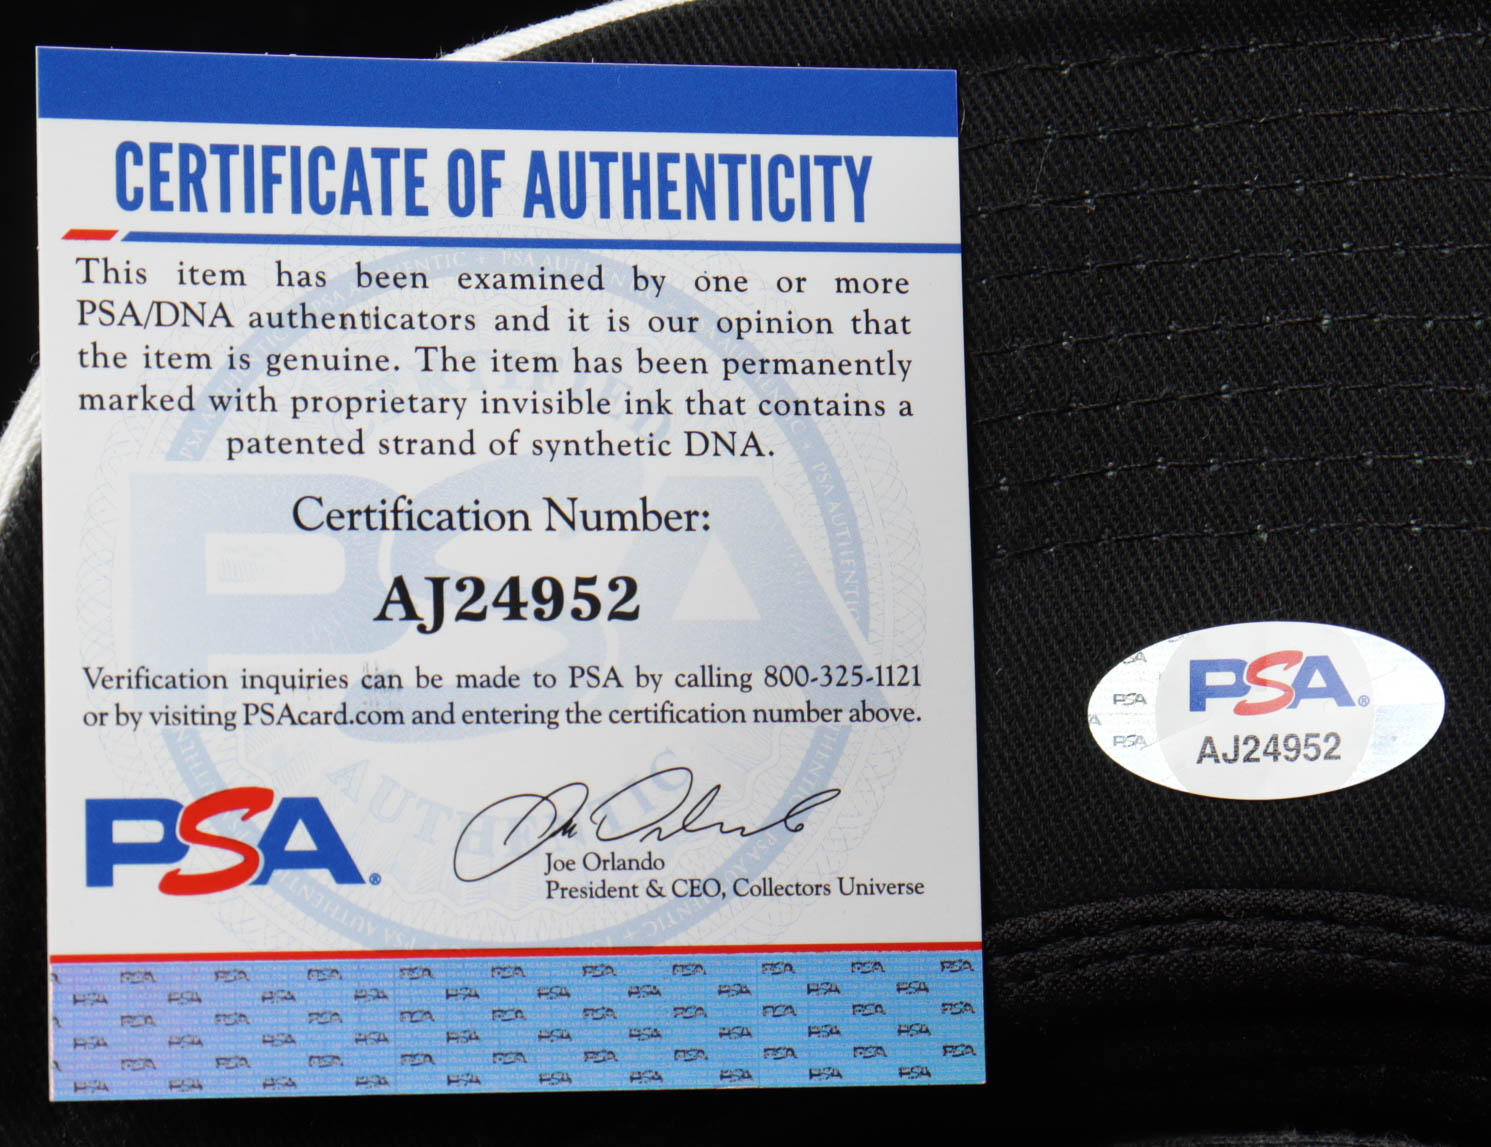 CERTIFICATE OF AUTHENTICITY
This item has been examined by one or more
PSA/DNA authenticators and it is our opinion that
the item is genuine. The item has been permanently
marked with proprietary invisible ink that contains a
patented strand of synthetic DNA.
Certification Number:
AJ24952
Verification inquiries can be made to PSA by calling 800-325-1121
or by visiting PSAcard.com and entering the certification number above.
PSA®
Joe Orlando
President & CEO, Collectors Universe
PSA®
AJ24952